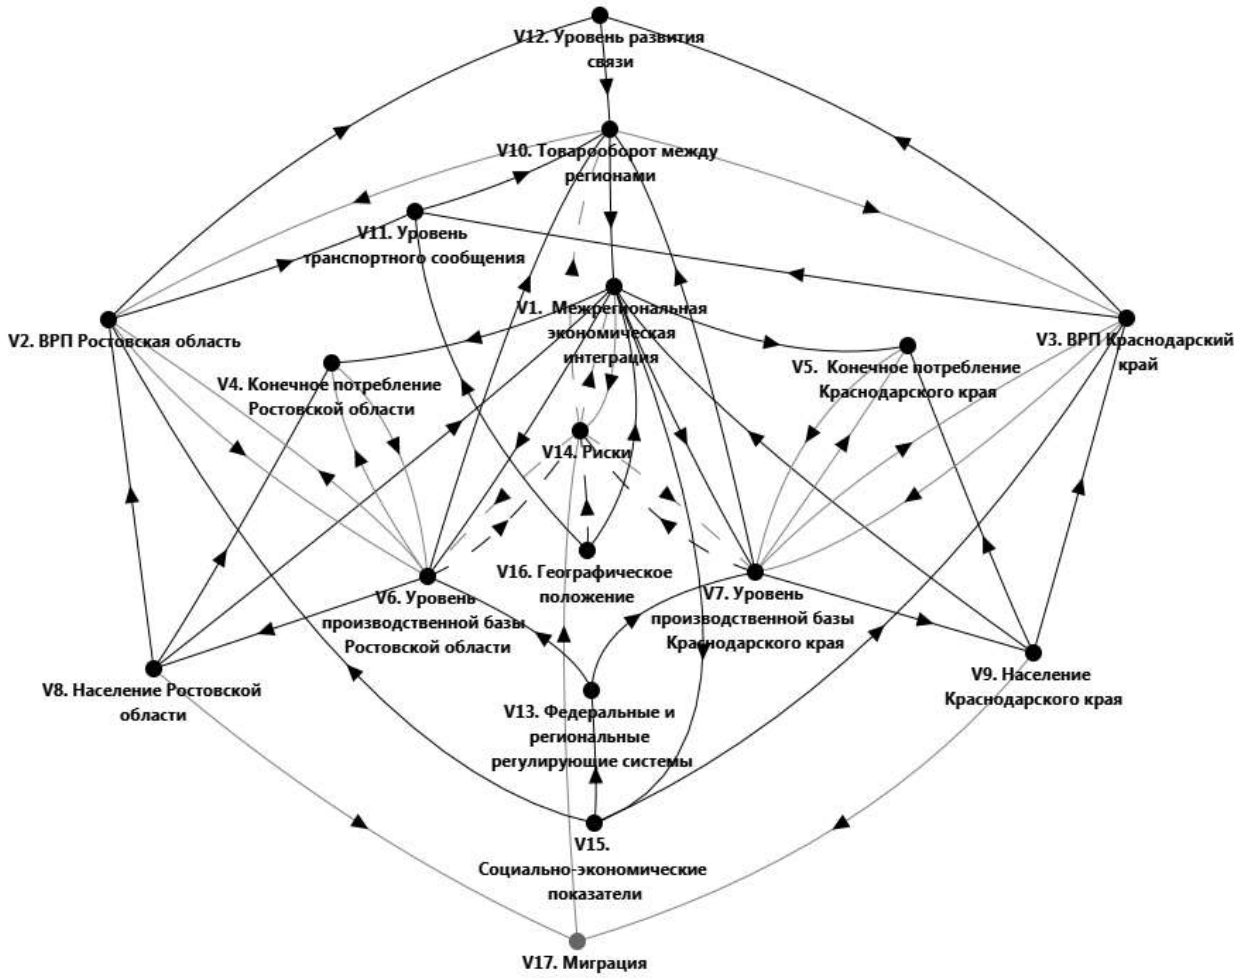 V12. Уровень развития
связи
V10. Товарооборот между
регионами
V11. Уровень
транспортного сообщения
V1. Межрегиональная
экономическая
интеграция
V2. ВРП Ростовская область
V3. ВРП Краснодарский
край
V4. Конечное потребление
Ростовской области
V5. Конечное потребление
Краснодарского края
V14. Риски
V16. Географическое
положение
V6. Уровень
производственной базы
Ростовской области
V7. Уровень
производственной базы
Краснодарского края
V8. Население Ростовской
области
V9. Население
Краснодарского края
V13. Федеральные и
региональные
регулирующие системы
V15.
Социально-экономические
показатели
V17. Миграция